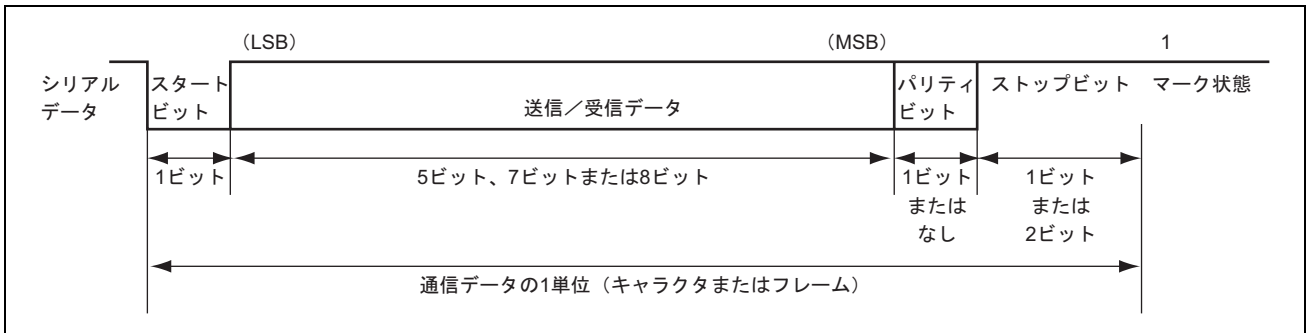 （LSB） （MSB） 1
シリアル
データ
スタート
ビット
送信／受信データ
パリティ
ビット
ストップビット
マーク状態
1ビット
5ビット、7ビットまたは8ビット
1ビット
または
なし
1ビット
または
2ビット
通信データの1単位（キャラクタまたはフレーム）